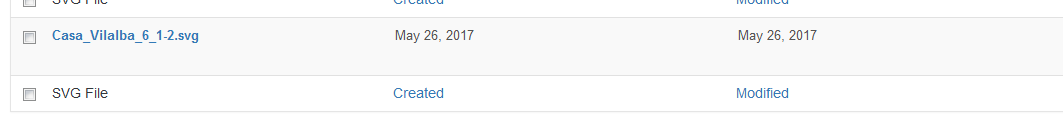 SVG File Created Modified
Casa_Vilalba_6_1-2.svg May 26, 2017 May 26, 2017
SVG File Created Modified